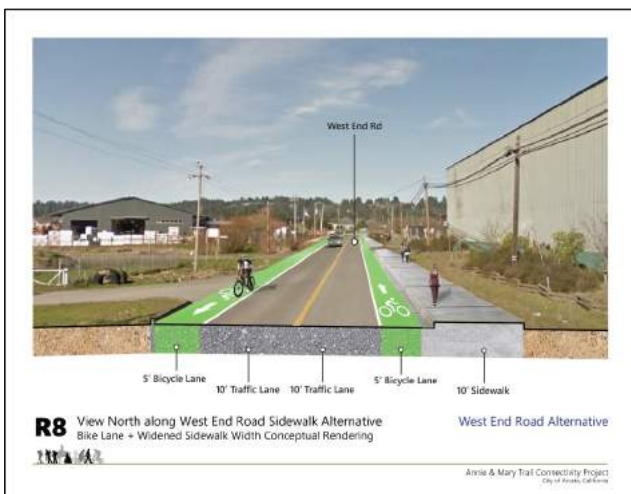 West End Rd
5' Bicycle Lane
10' Traffic Lane
10' Traffic Lane
5' Bicycle Lane
10' Sidewalk
R8
View North along West End Road Sidewalk Alternative
Bike Lane + Widened Sidewalk Width Conceptual Rendering
West End Road Alternative
Annie & Mary Trail Connectivity Project
City of Arcata, California